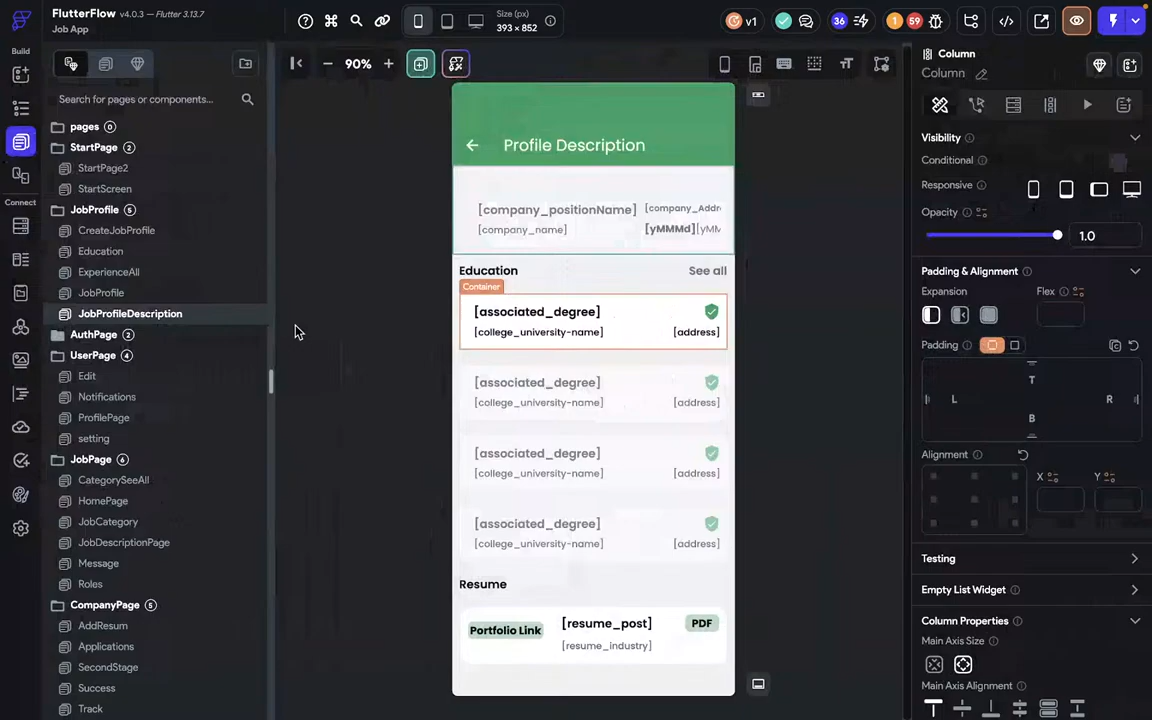 FlutterFlow v4.0.3 - Flutter 3.13.7
Job App
Size (px)
393 × 852
v1
36
1
59
Build
Connect
Search for pages or components...
pages 0
StartPage 2
StartPage2
StartScreen
JobProfile 5
CreateJobProfile
Education
ExperienceAll
JobProfile
JobProfileDescription
AuthPage 2
UserPage 4
Edit
Notifications
ProfilePage
setting
JobPage 6
CategorySeeAll
HomePage
JobCategory
JobDescriptionPage
Message
Roles
CompanyPage 5
AddResum
Applications
SecondStage
Success
Track
90%
TT
Profile Description
[company_positionName]
[company_Addr
[company_name]
[yMMMd][yMM
Education
See all
Container
[associated_degree]
[college_university-name]
[address]
[associated_degree]
[college_university-name]
[address]
[associated_degree]
[college_university-name]
[address]
[associated_degree]
[college_university-name]
[address]
Resume
Portfolio Link
[resume_post]
PDF
[resume_industry]
Column
Column
Visibility
Conditional
Responsive
Opacity
1.0
Padding & Alignment
Expansion
Flex
Padding
T
L
R
B
Alignment
X
Y
Testing
Empty List Widget
Column Properties
Main Axis Size
Main Axis Alignment